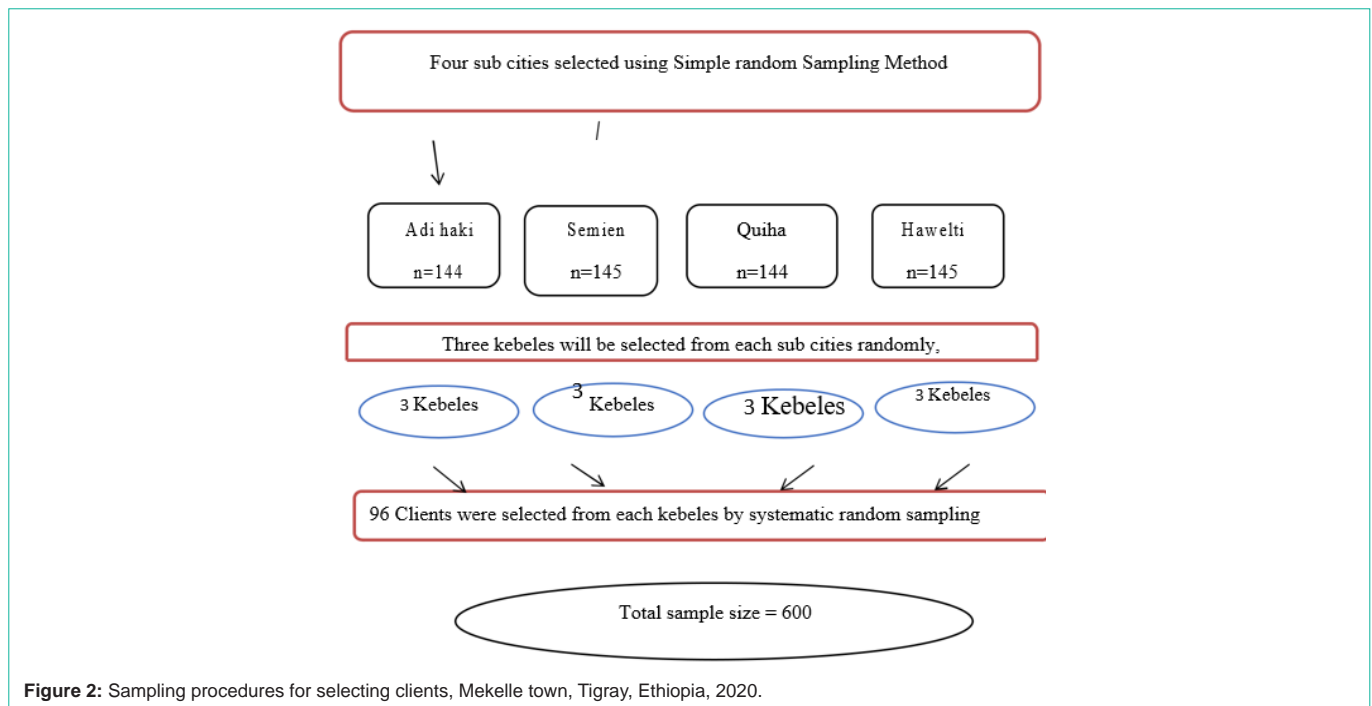 Four sub cities selected using Simple random Sampling Method
Adi haki
n=144
Semien
n=145
Quiha
n=144
Hawelti
n=145
Three kebeles will be selected from each sub cities randomly,
3 Kebeles
3 Kebeles
3 Kebeles
3 Kebeles
96 Clients were selected from each kebeles by systematic random sampling
Total sample size = 600
Figure 2: Sampling procedures for selecting clients, Mekelle town, Tigray, Ethiopia, 2020.